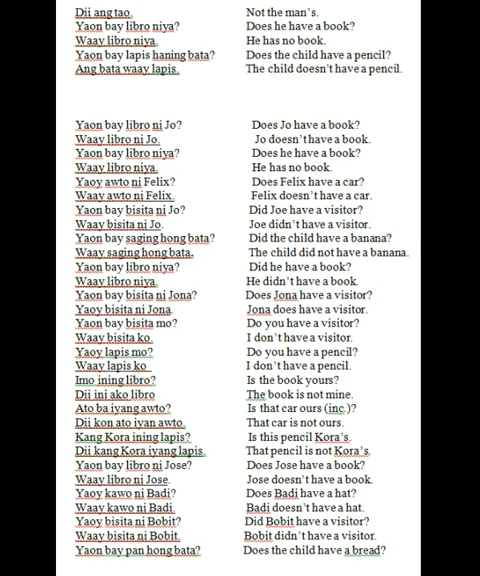 Dii ang tao. Not the man's.
Yaon bay libro niya? Does he have a book?
Waay libro niya. He has no book.
Yaon bay lapis haning bata? Does the child have a pencil?
Ang bata waay lapis. The child doesn't have a pencil.
Yaon bay libro ni Jo? Does Jo have a book?
Waay libro ni Jo. Jo doesn't have a book.
Yaon bay libro niya? Does he have a book?
Waay libro niya. He has no book.
Yaoy awto ni Felix? Does Felix have a car?
Waay awto ni Felix. Felix doesn't have a car.
Yaon bay bisita ni Jo? Did Joe have a visitor?
Waay bisita ni Jo. Joe didn't have a visitor.
Yaon bay saging hong bata? Did the child have a banana?
Waay saging hong bata. The child did not have a banana.
Yaon bay libro niya? Did he have a book?
Waay libro niya. He didn't have a book.
Yaon bay bisita ni Jona? Does Jona have a visitor?
Yaoy bisita ni Jona. Jona does have a visitor.
Yaon bay bisita mo? Do you have a visitor?
Waay bisita ko. I don't have a visitor.
Yaoy lapis mo? Do you have a pencil?
Waay lapis ko I don't have a pencil.
Imo ining libro? Is the book yours?
Dii ini ako libro The book is not mine.
Ato ba iyang awto? Is that car ours (inc.)?
Dii kon ato iyan awto. That car is not ours.
Kang Kora ining lapis? Is this pencil Kora's.
Dii kang Kora iyang lapis. That pencil is not Kora's.
Yaon bay libro ni Jose? Does Jose have a book?
Waay libro ni Jose. Jose doesn't have a book.
Yaoy kawo ni Badi? Does Badi have a hat?
Waay kawo ni Badi. Badi doesn't have a hat.
Yaoy bisita ni Bobit? Did Bobit have a visitor?
Waay bisita ni Bobit. Bobit didn't have a visitor.
Yaon bay pan hong bata? Does the child have a bread?